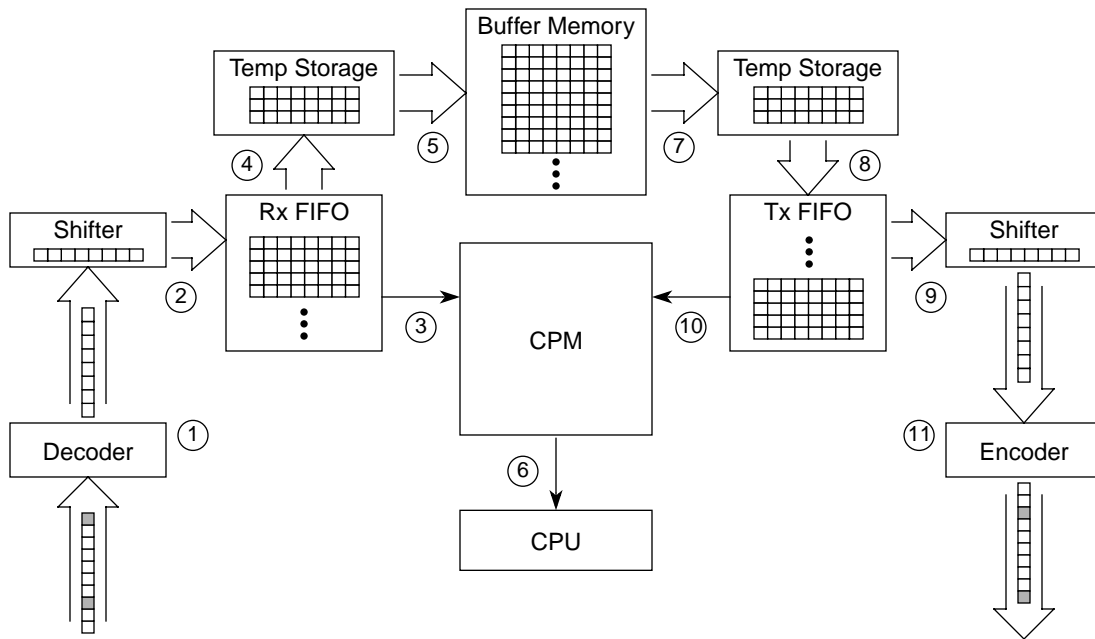 Buffer Memory
Temp Storage
Temp Storage
5
7
4
8
Rx FIFO
Tx FIFO
Shifter
Shifter
2
9
3
10
CPM
1
11
Decoder
Encoder
6
CPU